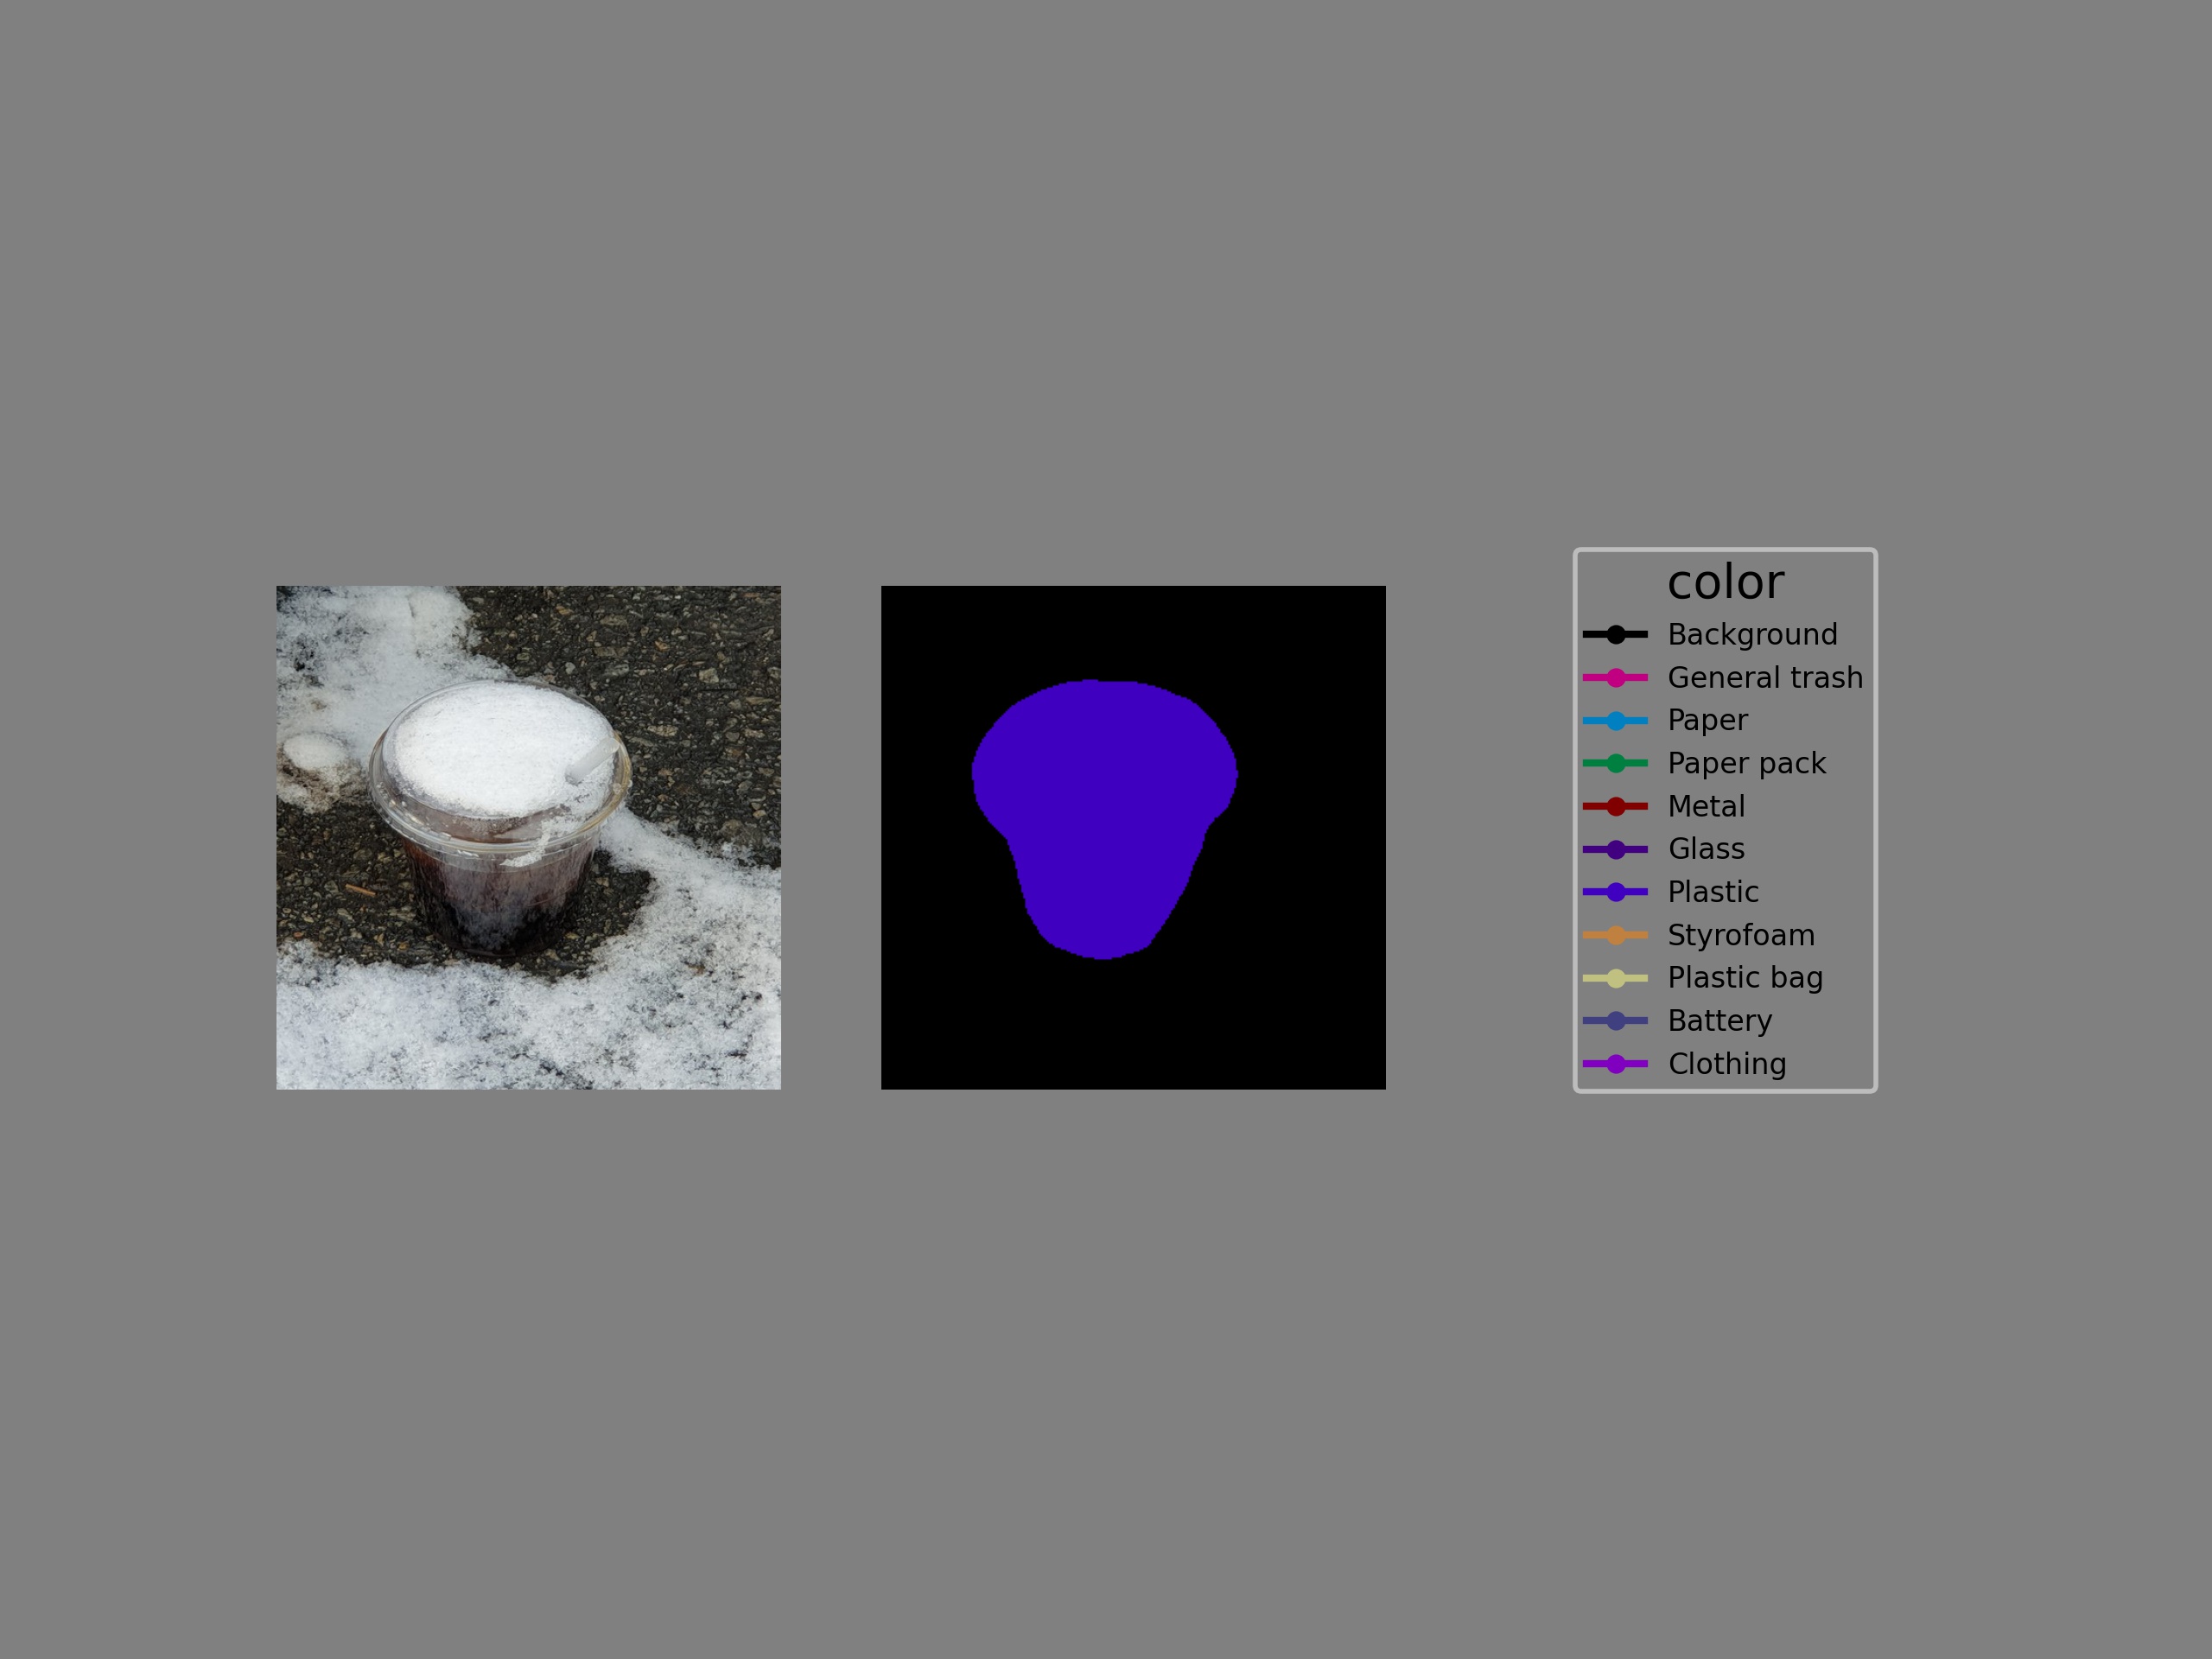 color
Background
General trash
Paper
Paper pack
Metal
Glass
Plastic
Styrofoam
Plastic bag
Battery
Clothing